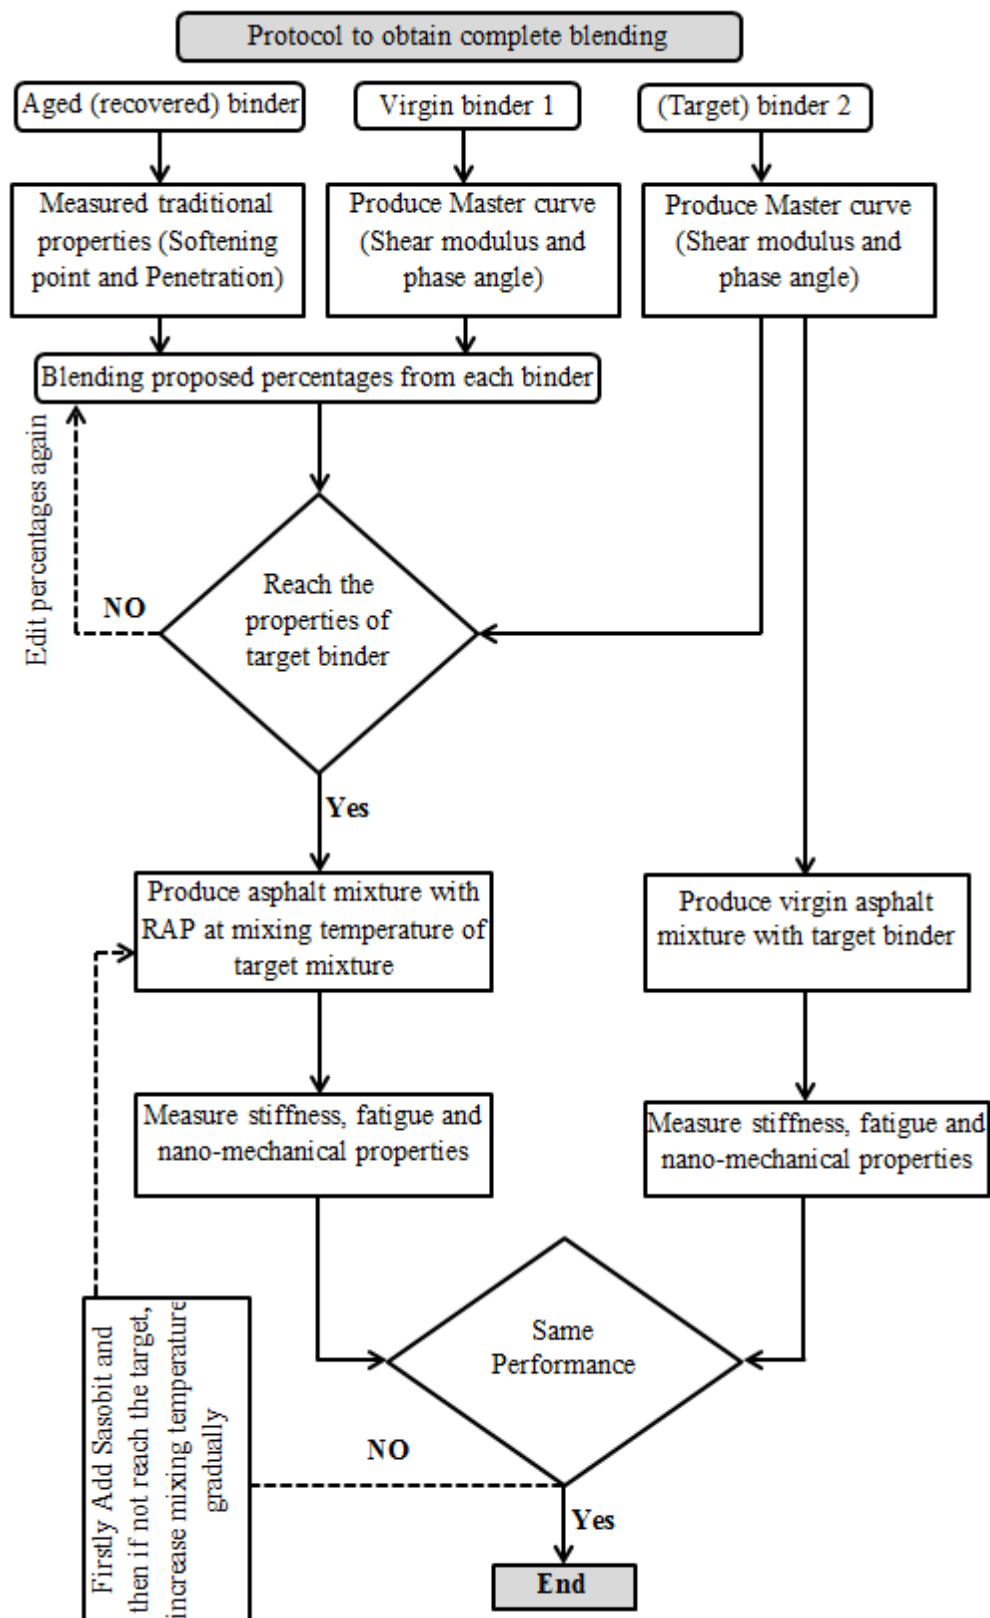 Protocol to obtain complete blending
Aged (recovered) binder
Virgin binder 1
(Target) binder 2
Measured traditional
properties (Softening
point and Penetration)
Produce Master curve
(Shear modulus and
phase angle)
Produce Master curve
(Shear modulus and
phase angle)
Blending proposed percentages from each binder
Edit percentages again
NO
Reach the
properties of
target binder
Yes
Produce asphalt mixture with
RAP at mixing temperature of
target mixture
Produce virgin asphalt
mixture with target binder
Measure stiffness, fatigue and
nano-mechanical properties
Measure stiffness, fatigue and
nano-mechanical properties
Same
Performance
Firstly Add Sasobit and
then if not reach the target,
increase mixing temperature
gradually
NO
Yes
End